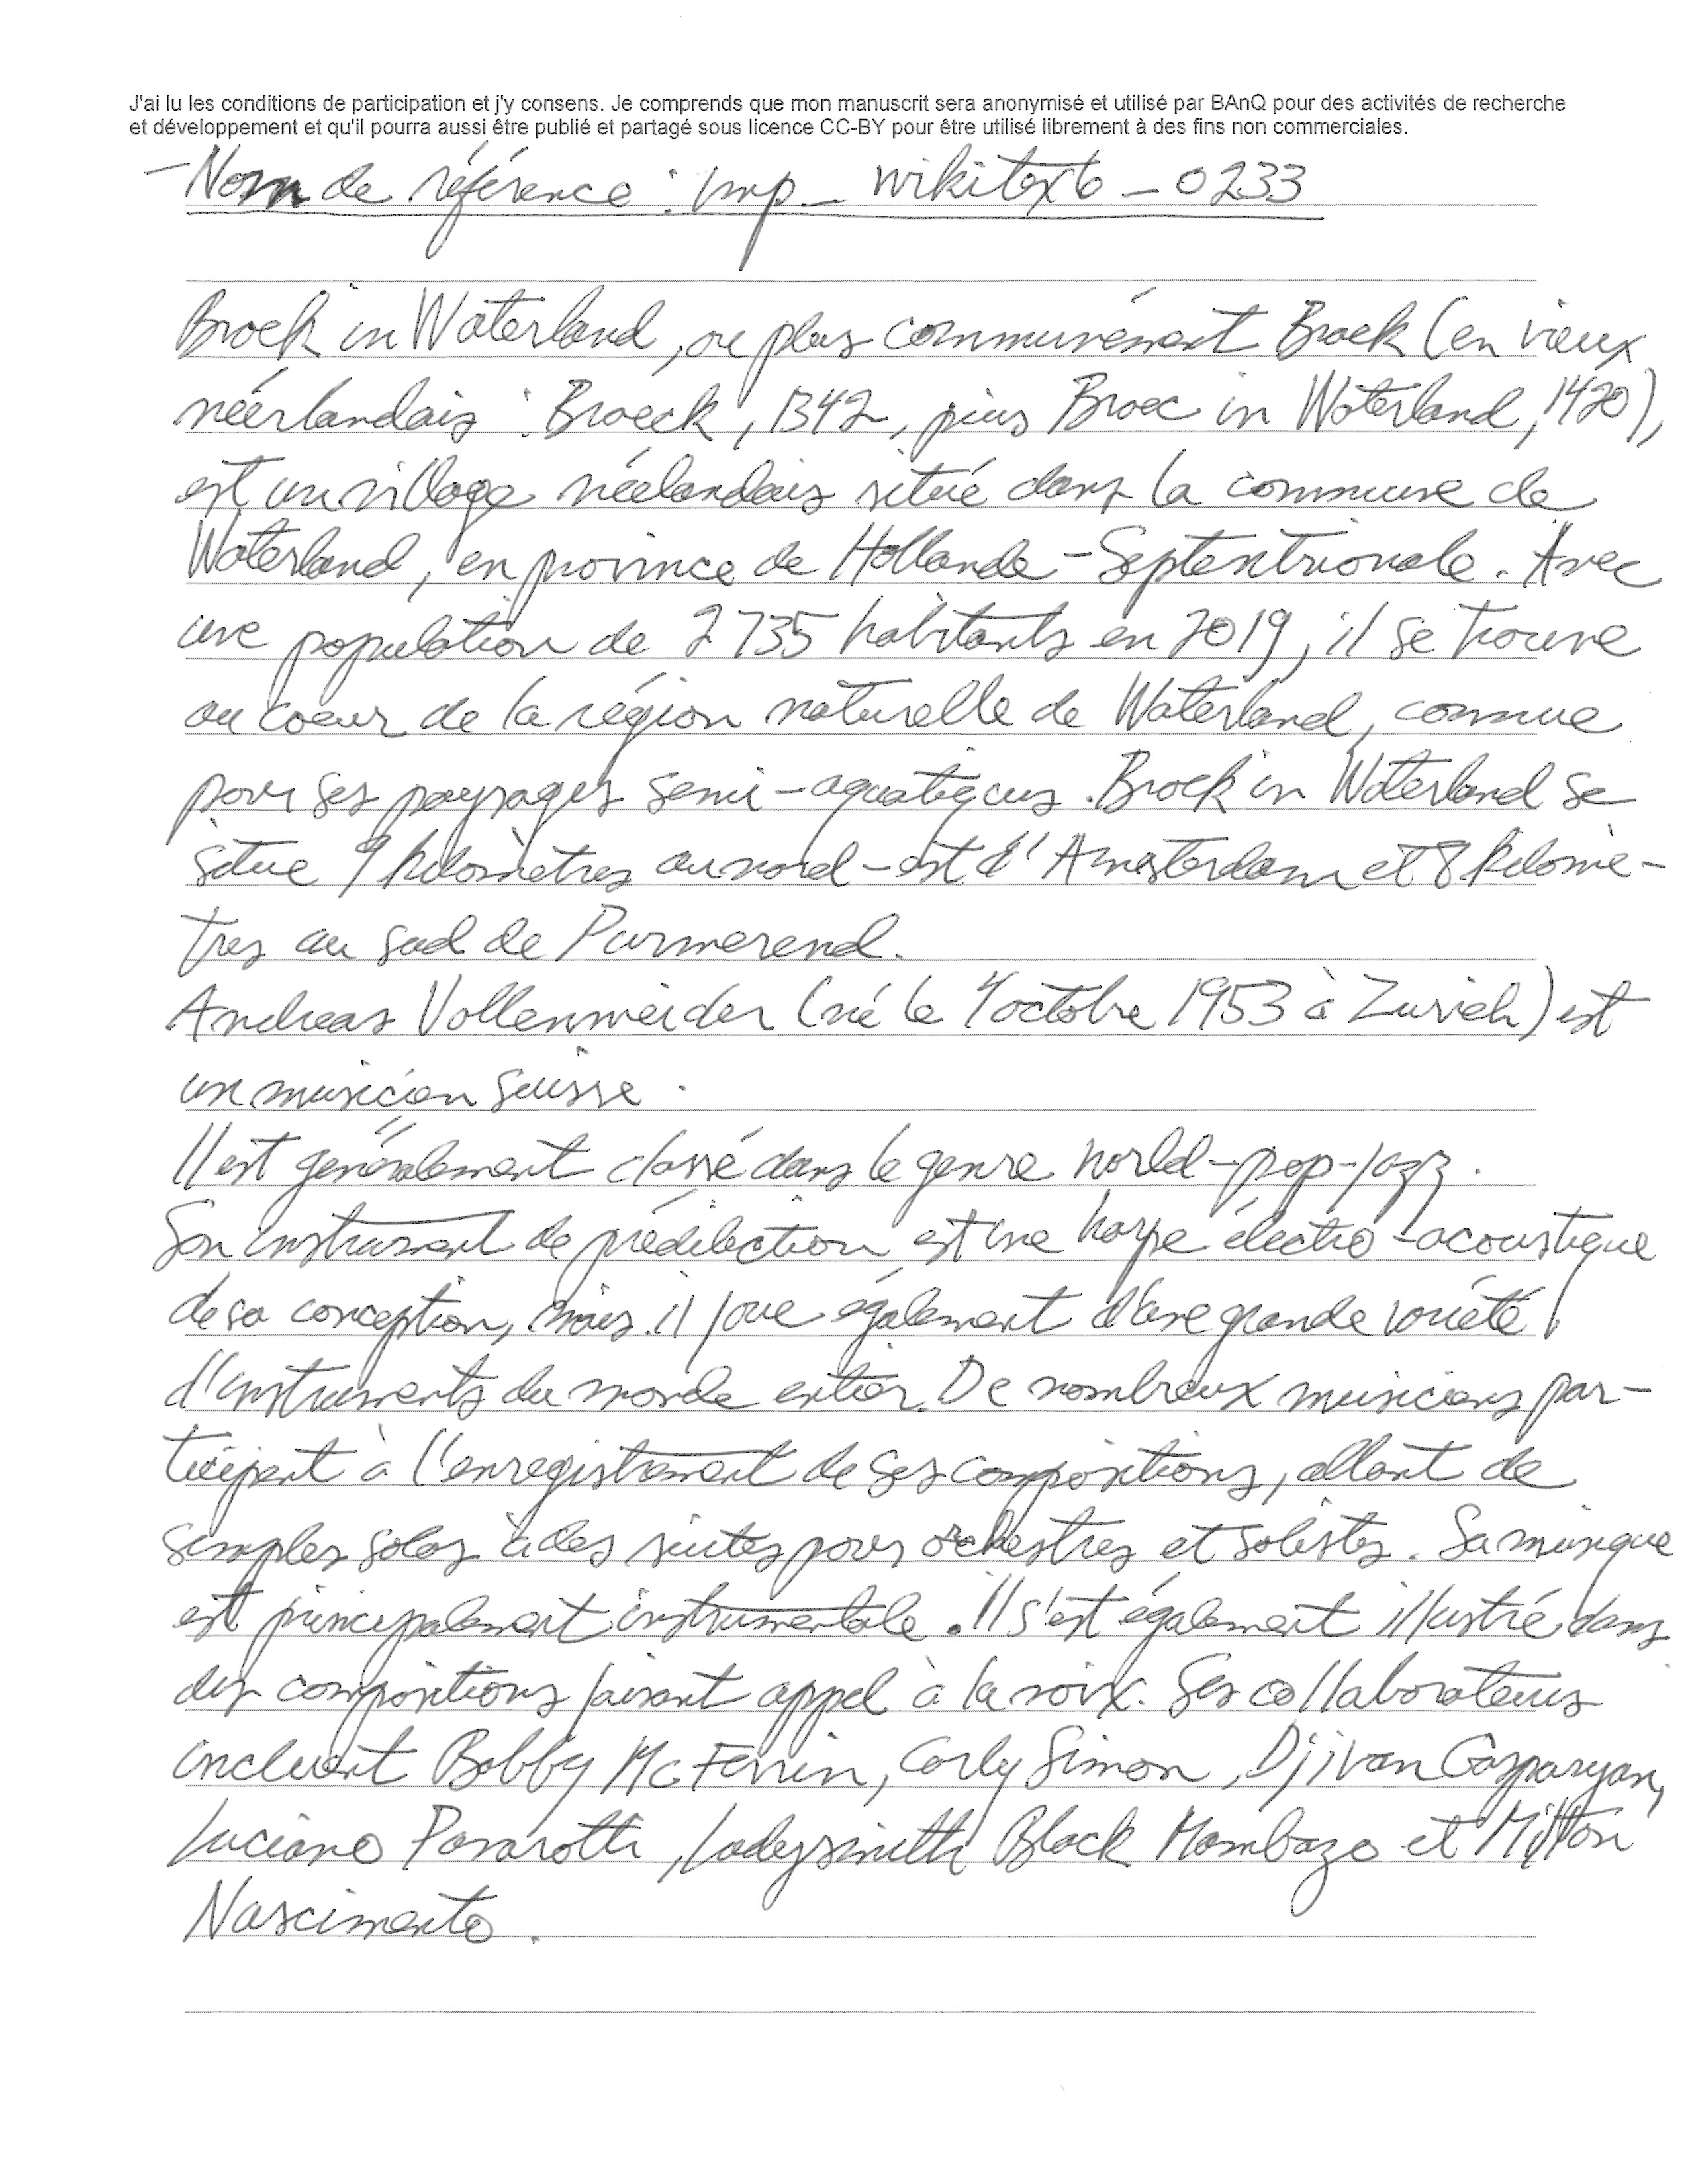 J'ai lu les conditions de participation et j'y consens. Je comprends que mon manuscrit sera anonymisé et utilisé par BAnQ pour des activités de recherche
et développement et qu'il pourra aussi être publié et partagé sous licence CC-BY pour être utilisé librement à des fins non commerciales.
- Nom de référence : imp_ wikitexte _ 0233
Broek in Waterland, ou plus communément Broek (en vieux
néerlandais : Broeck, 1342, puis Broec in Waterland, 1420),
est un village néelandais situé dans la commune de
Waterland, en province de Hollande-Septentrionale. Avec
une population de 2 735 habitants en 2019, il se trouve
au coeur de la région naturelle de Waterland, connue
pour ses paysages semi-aquatiques. Broek in Waterland se
situe 9 kilomètres au nord-est d'Amsterdam et 8 kilomè-
tres au sud de Purmerend.
Andreas Vollenweider (né le 4 octobre 1953 à Zurich) est
un musicien suisse.
Il est généralement classé dans le genre world-pop-jazz.
Son instrument de prédilection est une harpe électro-acoustique
de sa conception, mais il joue également d'une grande variété
d'instruments du monde entier. De nombreux musiciens par-
ticipent à l'enregistrement de ses compositions, allant de
simples solos à des suites pour orchestres et solistes. Sa musique
est principalement instrumentale. Il s'est également illustré dans
des compositions faisant appel à la voix. Ses collaborateurs
incluent Bobby McFerrin, Carly Simon, Djivan Gasparyan,
Luciano Pavarotti, Ladysmith Black Mambazo et Milton
Nascimento.